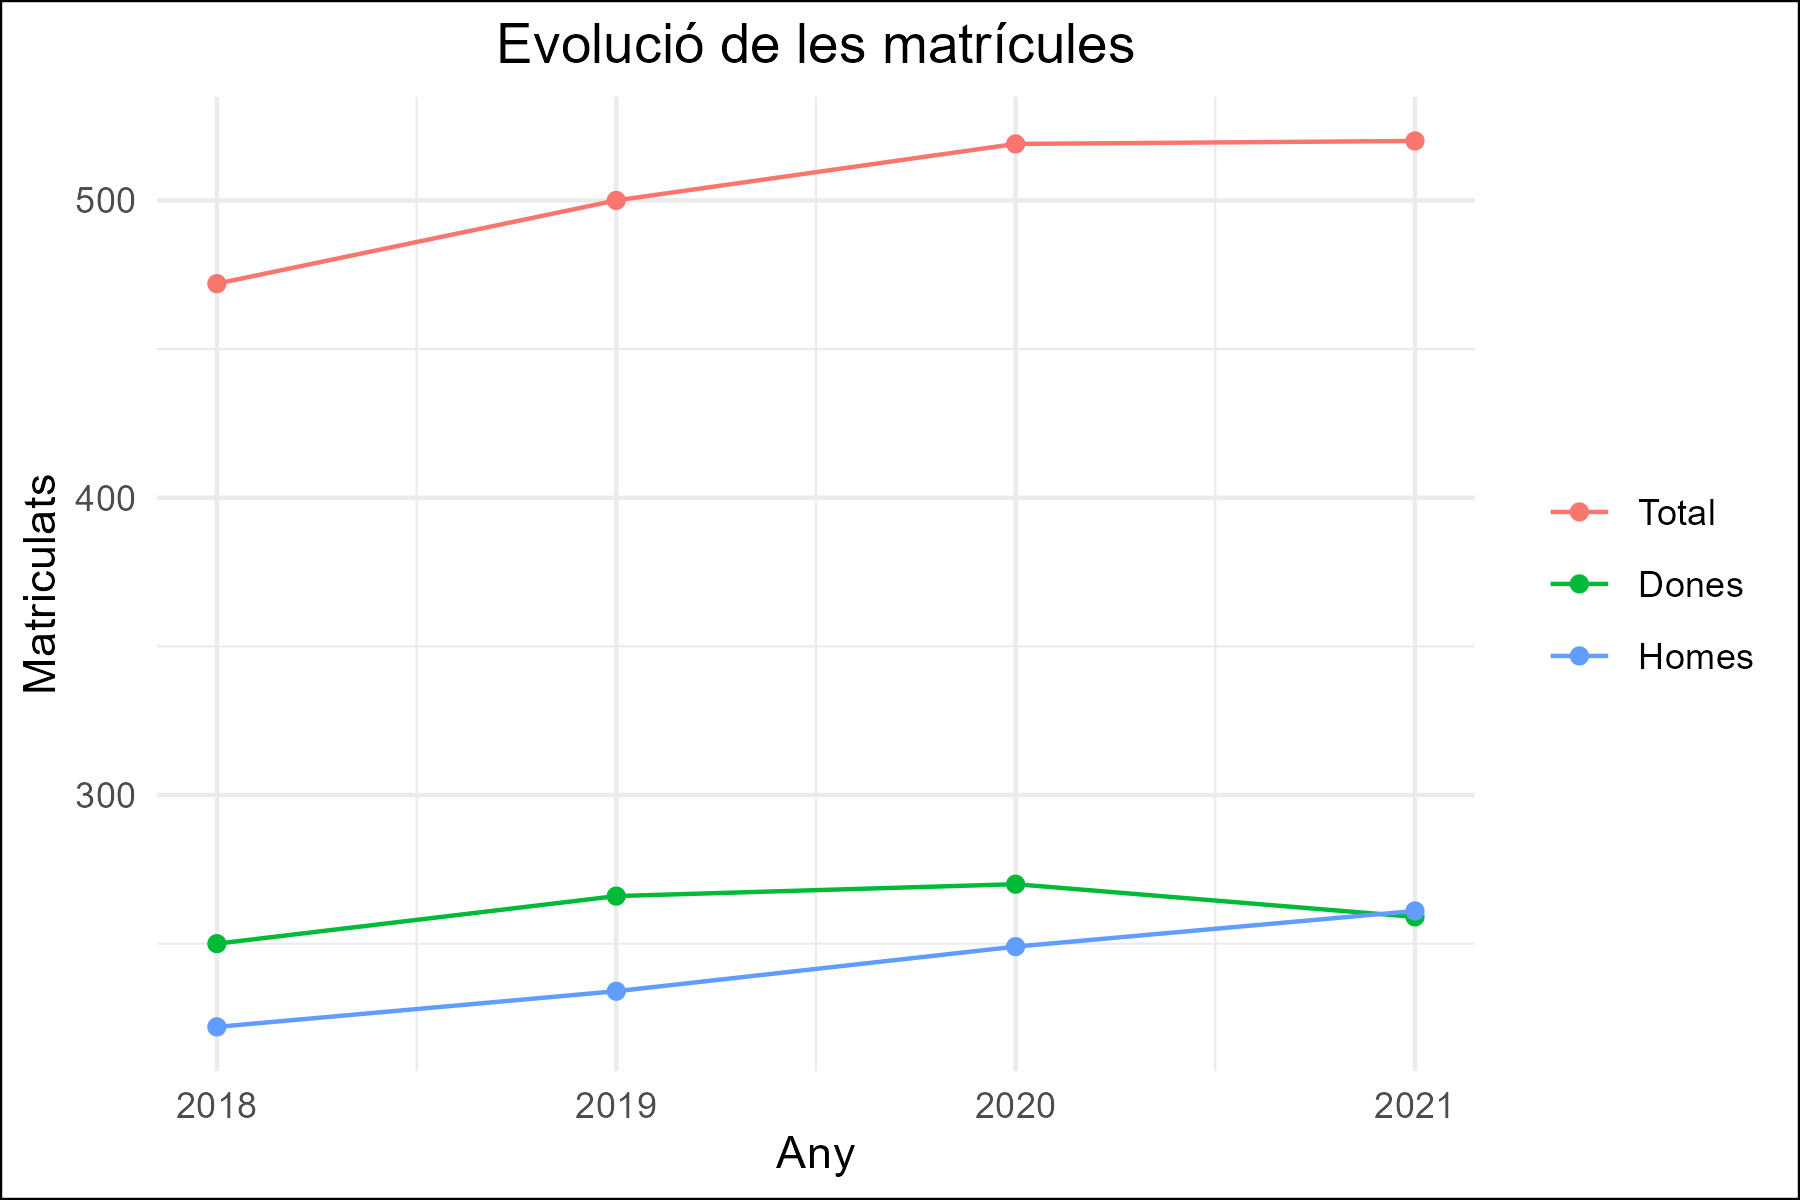 Evolució de les matrícules
500
400
300
Matriculats
2018
2019
2020
2021
Any
Total
Dones
Homes